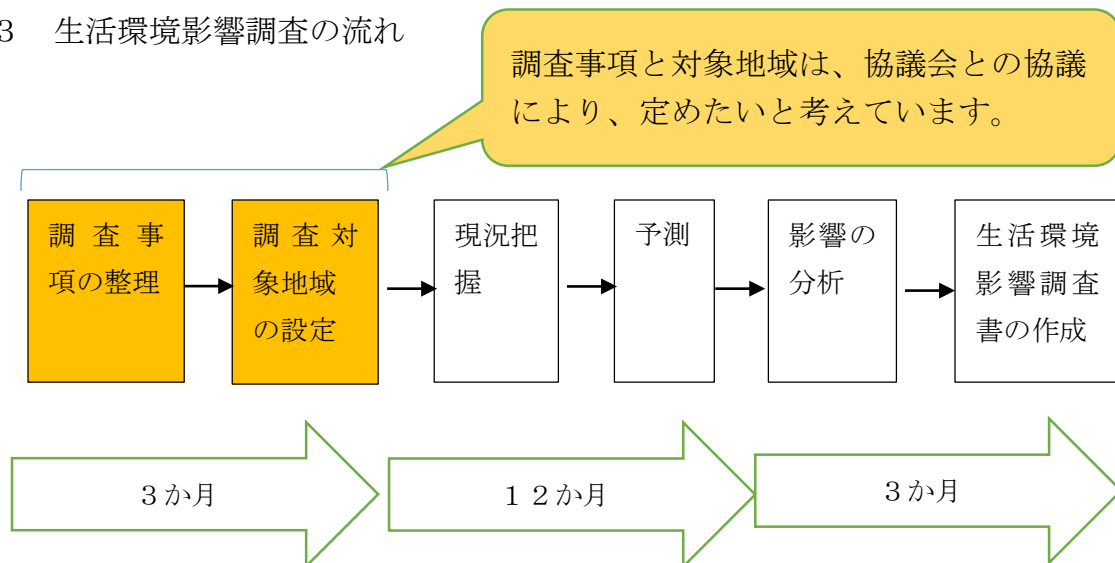 3　生活環境影響調査の流れ
調査事項と対象地域は、協議会との協議
により、定めたいと考えています。
調査事
項の整理
調査対
象地域
の設定
現況把
握
予測
影響の
分析
生活環境
影響調査
書の作成
３か月
１２か月
３か月